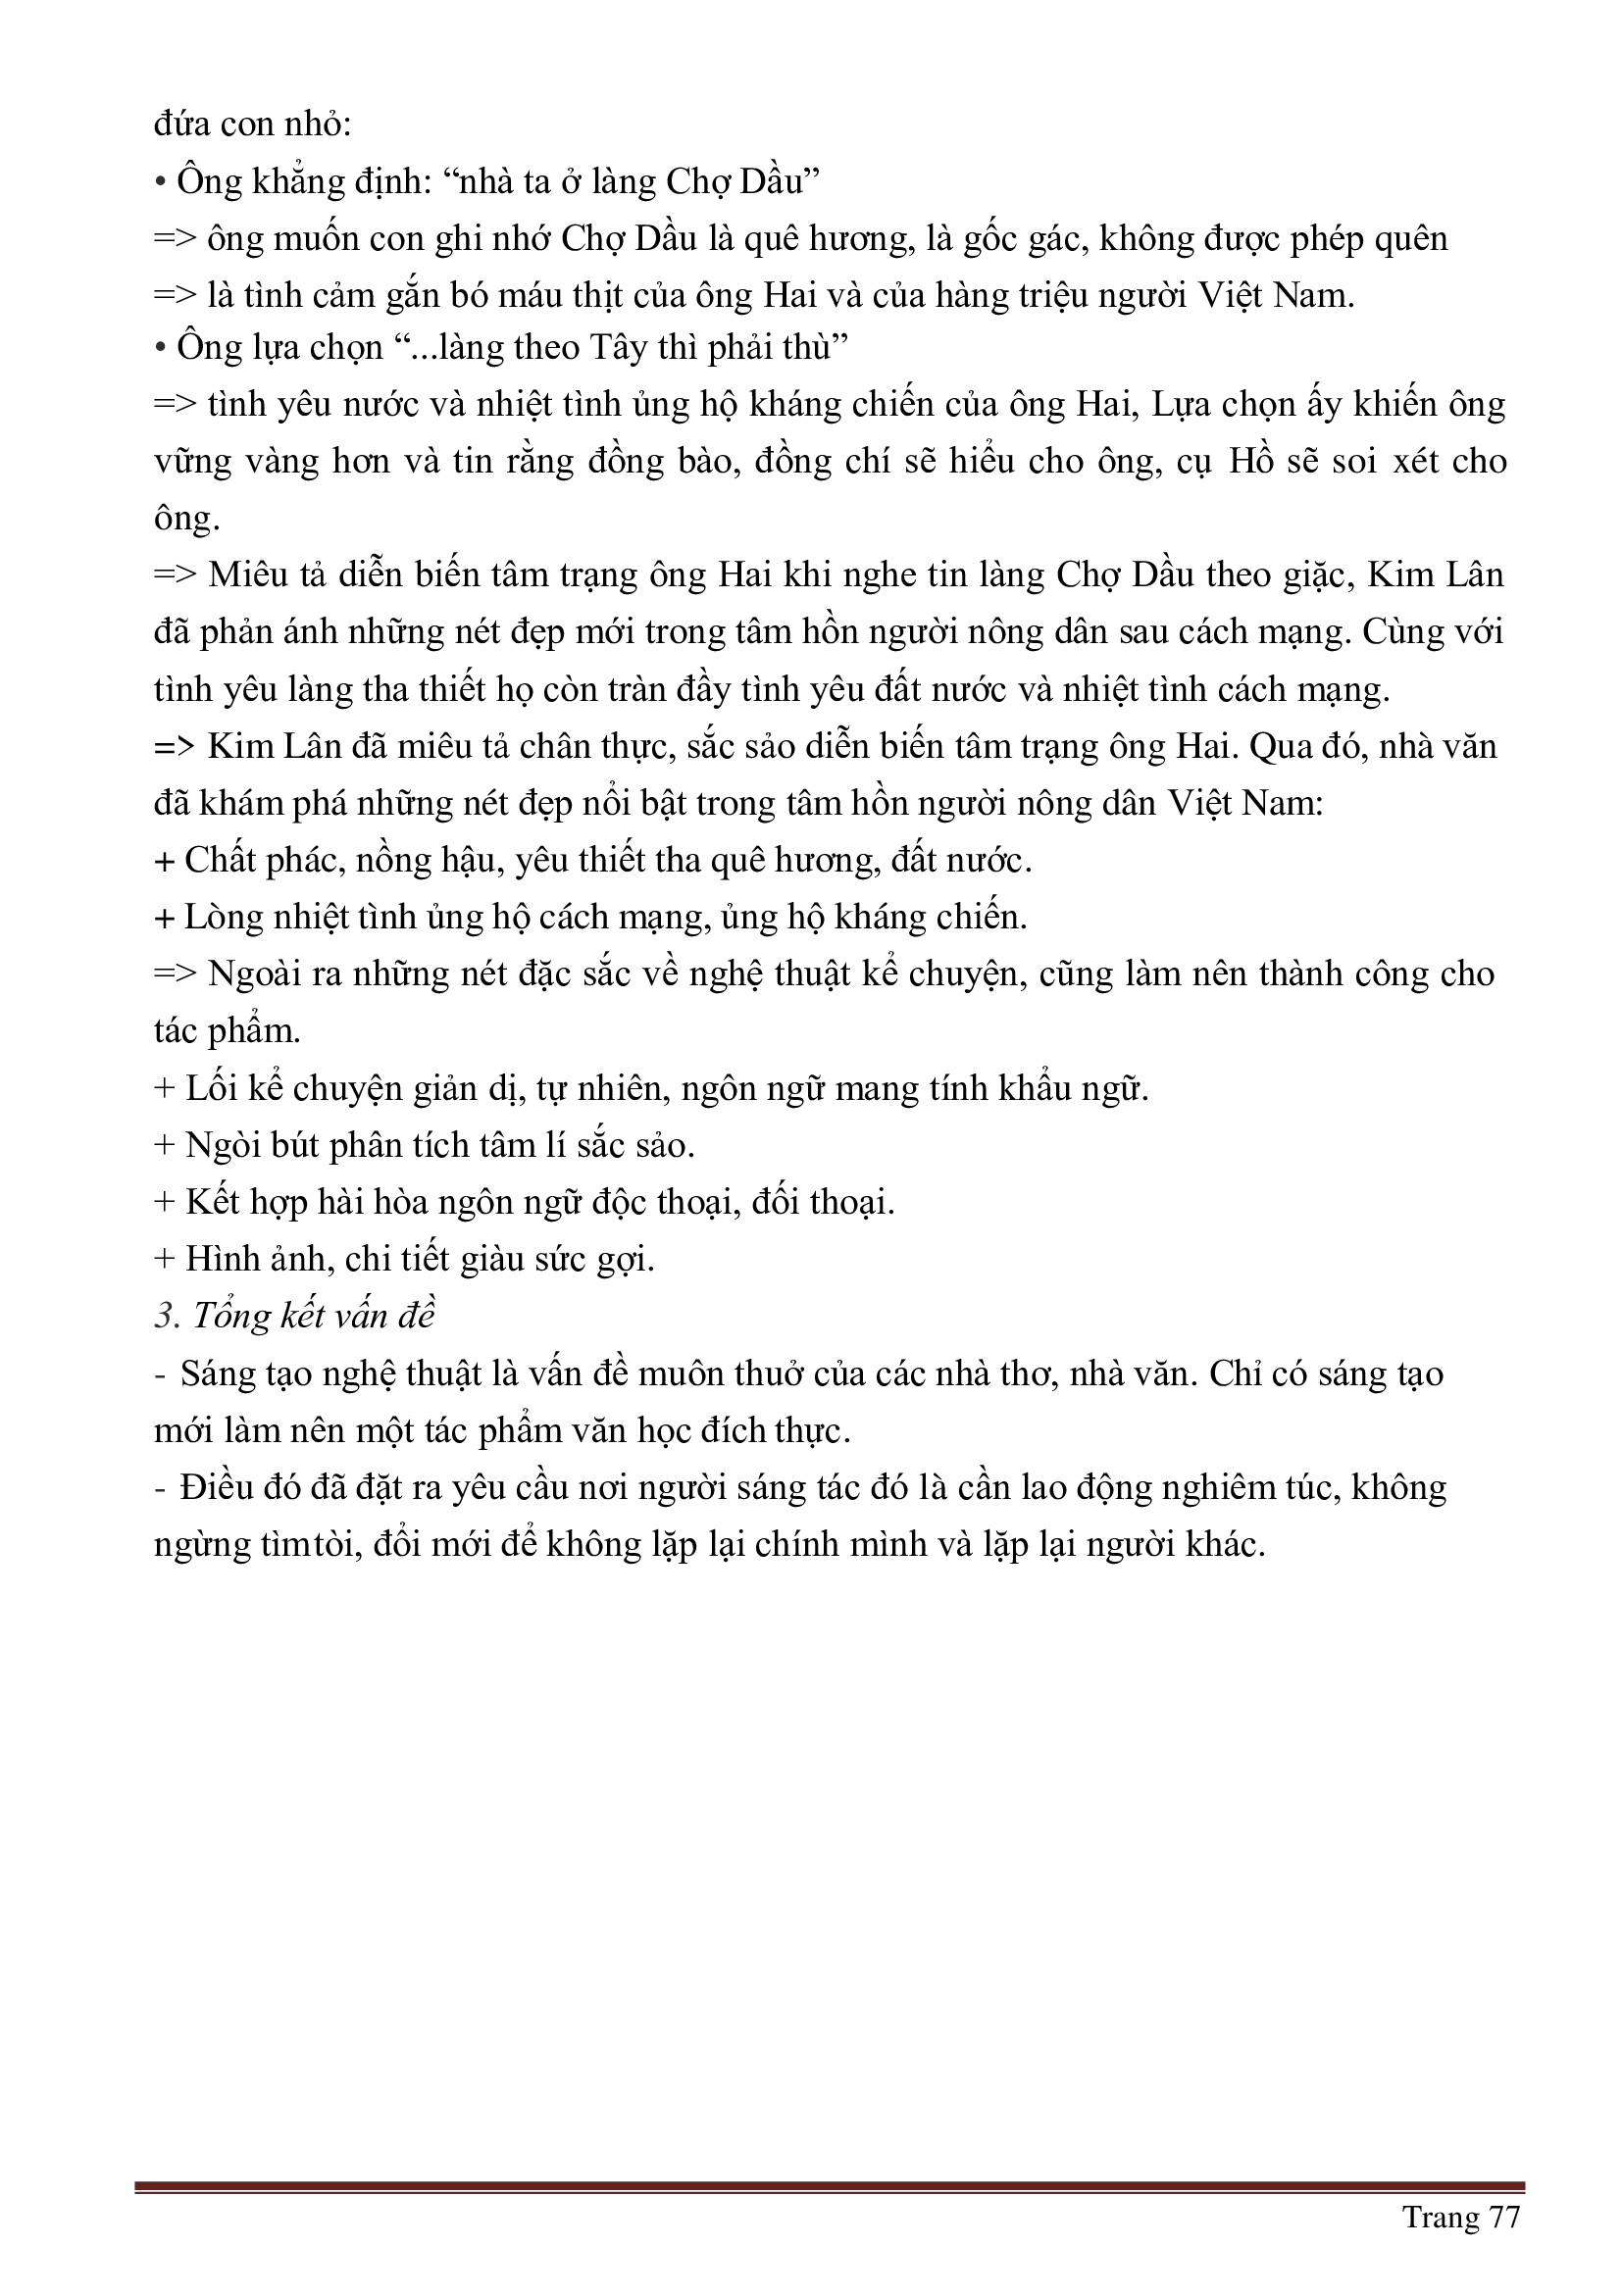 đứa con nhỏ:
• Ông khẳng định: “nhà ta ở làng Chợ Dầu”
=> ông muốn con ghi nhớ Chợ Dầu là quê hương, là gốc gác, không được phép quên
=> là tình cảm gắn bó máu thịt của ông Hai và của hàng triệu người Việt Nam.
• Ông lựa chọn “...làng theo Tây thì phải thù”
=> tình yêu nước và nhiệt tình ủng hộ kháng chiến của ông Hai, Lựa chọn ấy khiến ông
vững vàng hơn và tin rằng đồng bào, đồng chí sẽ hiểu cho ông, cụ Hồ sẽ soi xét cho
ông.
=> Miêu tả diễn biến tâm trạng ông Hai khi nghe tin làng Chợ Dầu theo giặc, Kim Lân
đã phản ánh những nét đẹp mới trong tâm hồn người nông dân sau cách mạng. Cùng với
tình yêu làng tha thiết họ còn tràn đầy tình yêu đất nước và nhiệt tình cách mạng.
=> Kim Lân đã miêu tả chân thực, sắc sảo diễn biến tâm trạng ông Hai. Qua đó, nhà văn
đã khám phá những nét đẹp nổi bật trong tâm hồn người nông dân Việt Nam:
+ Chất phác, nồng hậu, yêu thiết tha quê hương, đất nước.
+ Lòng nhiệt tình ủng hộ cách mạng, ủng hộ kháng chiến.
=> Ngoài ra những nét đặc sắc về nghệ thuật kể chuyện, cũng làm nên thành công cho
tác phẩm.
+ Lối kể chuyện giản dị, tự nhiên, ngôn ngữ mang tính khẩu ngữ.
+ Ngòi bút phân tích tâm lí sắc sảo.
+ Kết hợp hài hòa ngôn ngữ độc thoại, đối thoại.
+ Hình ảnh, chi tiết giàu sức gợi.
3. Tổng kết vấn đề
- Sáng tạo nghệ thuật là vấn đề muôn thuở của các nhà thơ, nhà văn. Chỉ có sáng tạo
mới làm nên một tác phẩm văn học đích thực.
- Điều đó đã đặt ra yêu cầu nơi người sáng tác đó là cần lao động nghiêm túc, không
ngừng tìmtòi, đổi mới để không lặp lại chính mình và lặp lại người khác.
Trang 77